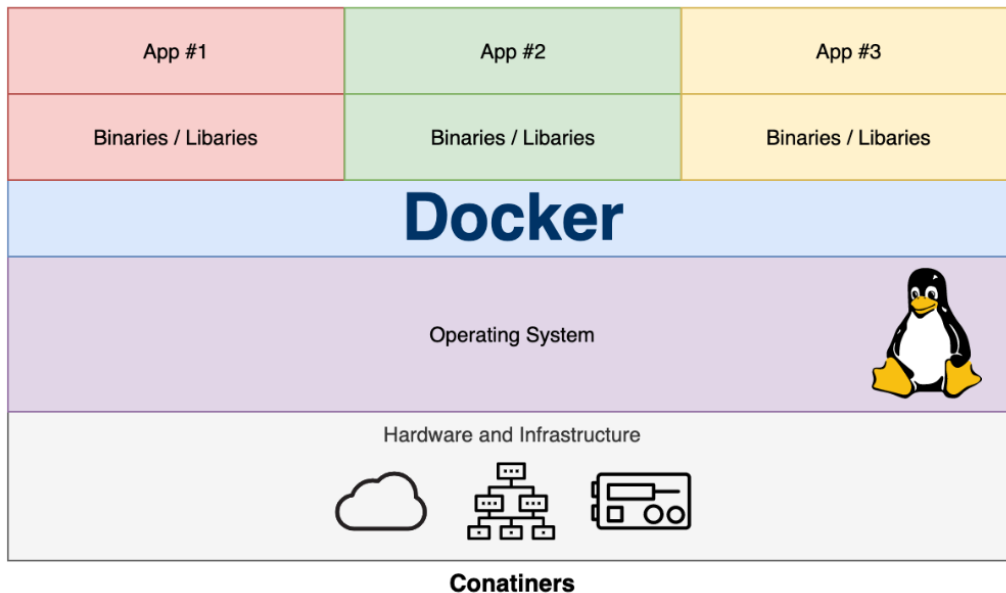 App #1 App #2 App #3
Binaries / Libaries Binaries / Libaries Binaries / Libaries
Docker
Operating System
Hardware and Infrastructure
Conatiners